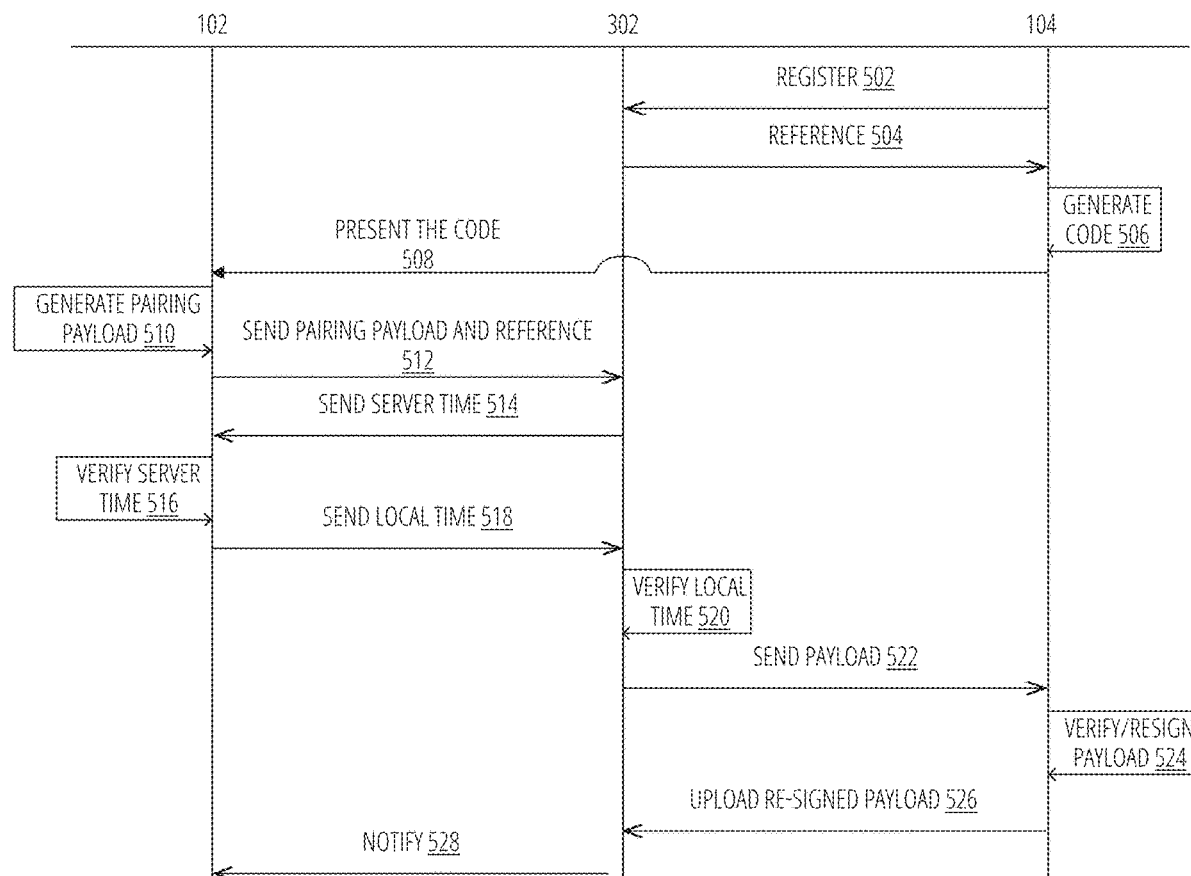 102 302 104
REGISTER 502
REFERENCE 504
GENERATE
CODE 506
PRESENT THE CODE
508
GENERATE PAIRING
PAYLOAD 510
SEND PAIRING PAYLOAD AND REFERENCE
512
SEND SERVER TIME 514
VERIFY SERVER
TIME 516
SEND LOCAL TIME 518
VERIFY LOCAL
TIME 520
SEND PAYLOAD 522
VERIFY/RESIGN
PAYLOAD 524
UPLOAD RE-SIGNED PAYLOAD 526
NOTIFY 528